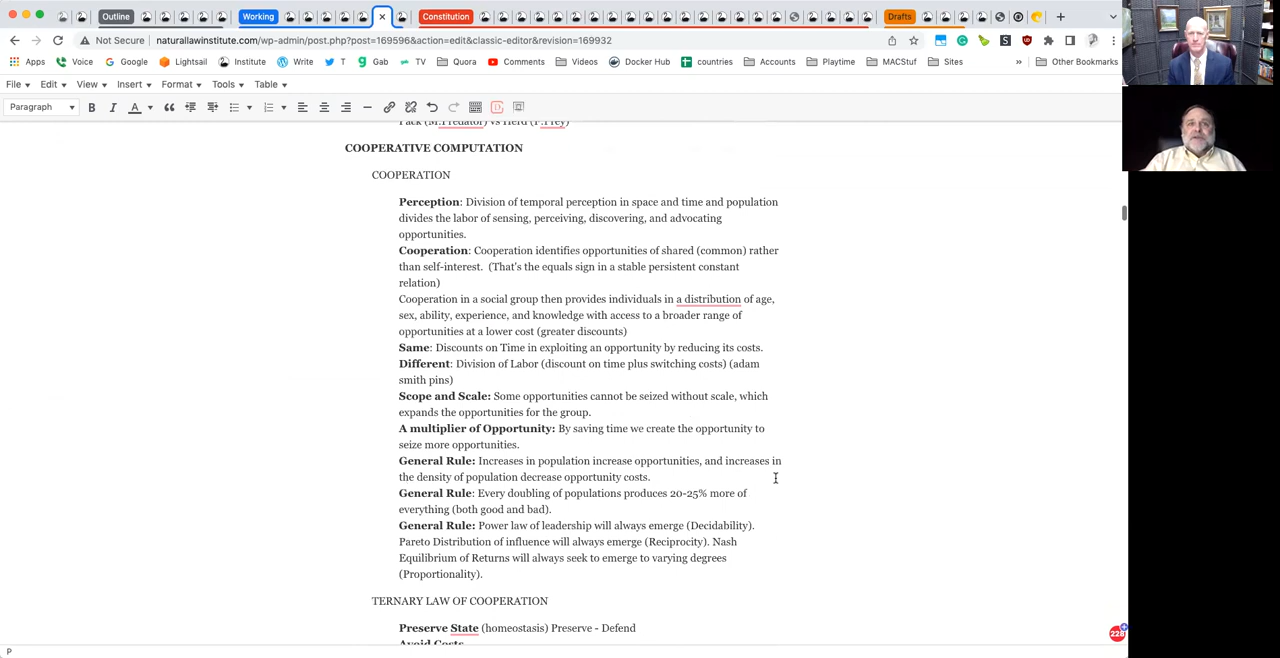 Outline
Working
Constitution
Drafts
Not Secure
naturallawinstitute.com/wp-admin/post.php?post=169596&action=edit&classic-editor&revision=169932
Apps Voice Google Lightsail Institute Write T Gab TV Quora Comments Videos Docker Hub countries Accounts Playtime MACStuf Sites » Other Bookmarks
File Edit View Insert Format Tools Table
Paragraph B I A
Pack (M.Predator) vs Herd (F.Prey)
COOPERATIVE COMPUTATION
COOPERATION
Perception: Division of temporal perception in space and time and population
divides the labor of sensing, perceiving, discovering, and advocating
opportunities.
Cooperation: Cooperation identifies opportunities of shared (common) rather
than self-interest. (That's the equals sign in a stable persistent constant
relation)
Cooperation in a social group then provides individuals in a distribution of age,
sex, ability, experience, and knowledge with access to a broader range of
opportunities at a lower cost (greater discounts)
Same: Discounts on Time in exploiting an opportunity by reducing its costs.
Different: Division of Labor (discount on time plus switching costs) (adam
smith pins)
Scope and Scale: Some opportunities cannot be seized without scale, which
expands the opportunities for the group.
A multiplier of Opportunity: By saving time we create the opportunity to
seize more opportunities.
General Rule: Increases in population increase opportunities, and increases in
the density of population decrease opportunity costs.
General Rule: Every doubling of populations produces 20-25% more of
everything (both good and bad).
General Rule: Power law of leadership will always emerge (Decidability).
Pareto Distribution of influence will always emerge (Reciprocity). Nash
Equilibrium of Returns will always seek to emerge to varying degrees
(Proportionality).
TERNARY LAW OF COOPERATION
Preserve State (homeostasis) Preserve - Defend
Avoid Costs
228
P